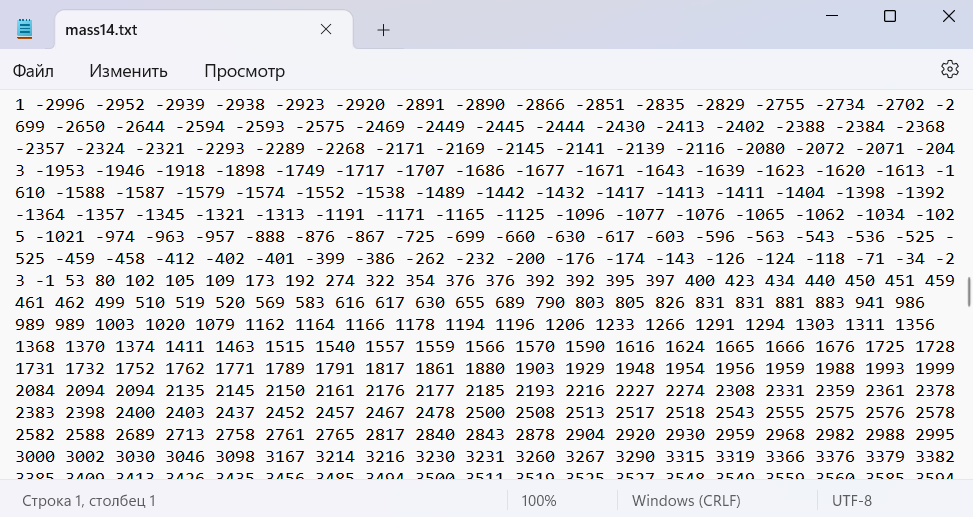 mass14.txt
Файл Изменить Просмотр
1 -2996 -2952 -2939 -2938 -2923 -2920 -2891 -2890 -2866 -2851 -2835 -2829 -2755 -2734 -2702 -2
699 -2650 -2644 -2594 -2593 -2575 -2469 -2449 -2445 -2444 -2430 -2413 -2402 -2388 -2384 -2368
-2357 -2324 -2321 -2293 -2289 -2268 -2171 -2169 -2145 -2141 -2139 -2116 -2080 -2072 -2071 -204
3 -1953 -1946 -1918 -1898 -1749 -1717 -1707 -1686 -1677 -1671 -1643 -1639 -1623 -1620 -1613 -1
610 -1588 -1587 -1579 -1574 -1552 -1538 -1489 -1442 -1432 -1417 -1413 -1411 -1404 -1398 -1392
-1364 -1357 -1345 -1321 -1313 -1191 -1171 -1165 -1125 -1096 -1077 -1076 -1065 -1062 -1034 -102
5 -1021 -974 -963 -957 -888 -876 -867 -725 -699 -660 -630 -617 -603 -596 -563 -543 -536 -525 -
525 -459 -458 -412 -402 -401 -399 -386 -262 -232 -200 -176 -174 -143 -126 -124 -118 -71 -34 -2
3 -1 53 80 102 105 109 173 192 274 322 354 376 376 392 392 395 397 400 423 434 440 450 451 459
461 462 499 510 519 520 569 583 616 617 630 655 689 790 803 805 826 831 831 881 883 941 986
989 989 1003 1020 1079 1162 1164 1166 1178 1194 1196 1206 1233 1266 1291 1294 1303 1311 1356
1368 1370 1374 1411 1463 1515 1540 1557 1559 1566 1570 1590 1616 1624 1665 1666 1676 1725 1728
1731 1732 1752 1762 1771 1789 1791 1817 1861 1880 1903 1929 1948 1954 1956 1959 1988 1993 1999
2084 2094 2094 2135 2145 2150 2161 2176 2177 2185 2193 2216 2227 2274 2308 2331 2359 2361 2378
2383 2398 2400 2403 2437 2452 2457 2467 2478 2500 2508 2513 2517 2518 2543 2555 2575 2576 2578
2582 2588 2689 2713 2758 2761 2765 2817 2840 2843 2878 2904 2920 2930 2959 2968 2982 2988 2995
3000 3002 3030 3046 3098 3167 3214 3216 3230 3231 3260 3267 3290 3315 3319 3366 3376 3379 3382
3385 3409 3413 3426 3435 3456 3485 3494 3500 3511 3519 3525 3527 3548 3549 3559 3560 3585 3594
Строка 1, столбец 1 100% Windows (CRLF) UTF-8